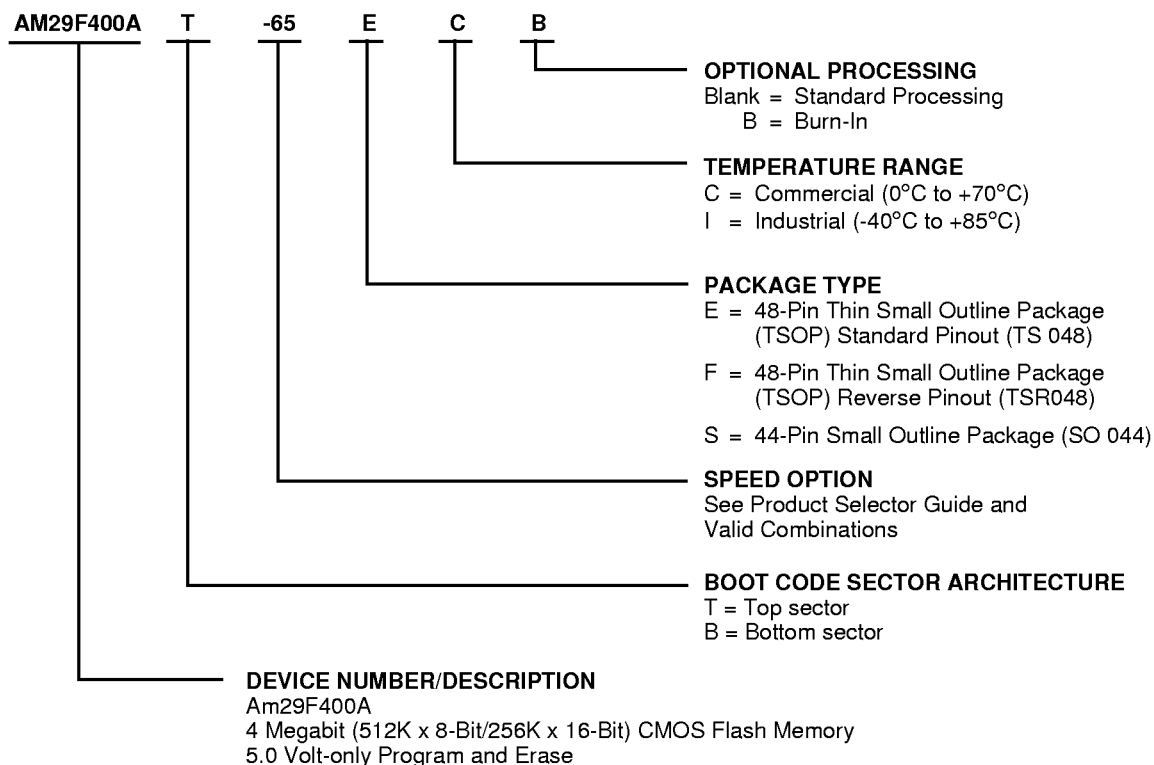 AM29F400A T -65 E C B
OPTIONAL PROCESSING
Blank = Standard Processing
B = Burn-In
TEMPERATURE RANGE
C = Commercial (0°C to +70°C)
I = Industrial (-40°C to +85°C)
PACKAGE TYPE
E = 48-Pin Thin Small Outline Package
(TSOP) Standard Pinout (TS 048)
F = 48-Pin Thin Small Outline Package
(TSOP) Reverse Pinout (TSR048)
S = 44-Pin Small Outline Package (SO 044)
SPEED OPTION
See Product Selector Guide and
Valid Combinations
BOOT CODE SECTOR ARCHITECTURE
T = Top sector
B = Bottom sector
DEVICE NUMBER/DESCRIPTION
Am29F400A
4 Megabit (512K x 8-Bit/256K x 16-Bit) CMOS Flash Memory
5.0 Volt-only Program and Erase